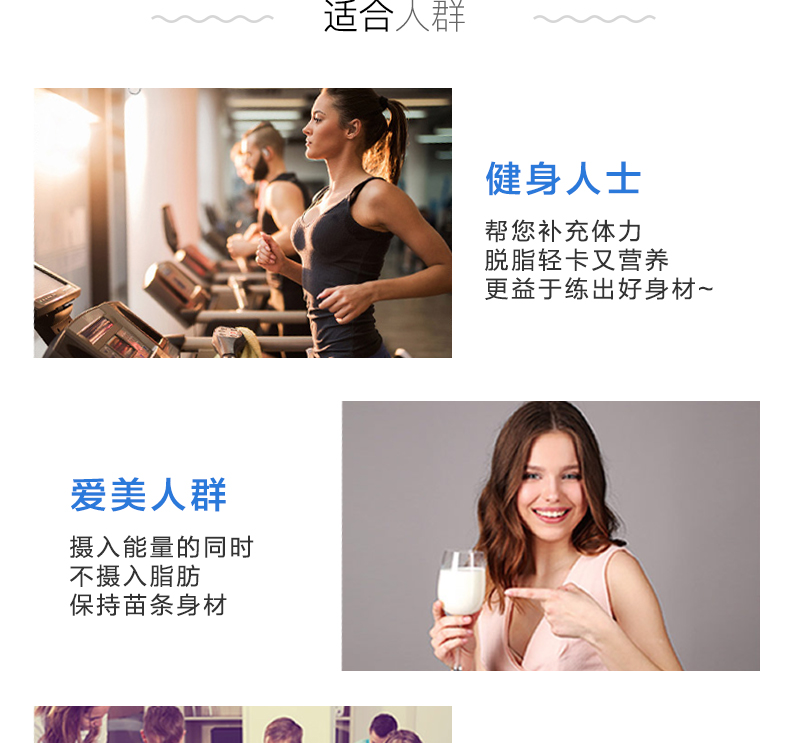 适合人群
健身人士
帮您补充体力
脱脂轻卡又营养
更益于练出好身材~
爱美人群
摄入能量的同时
不摄入脂肪
保持苗条身材